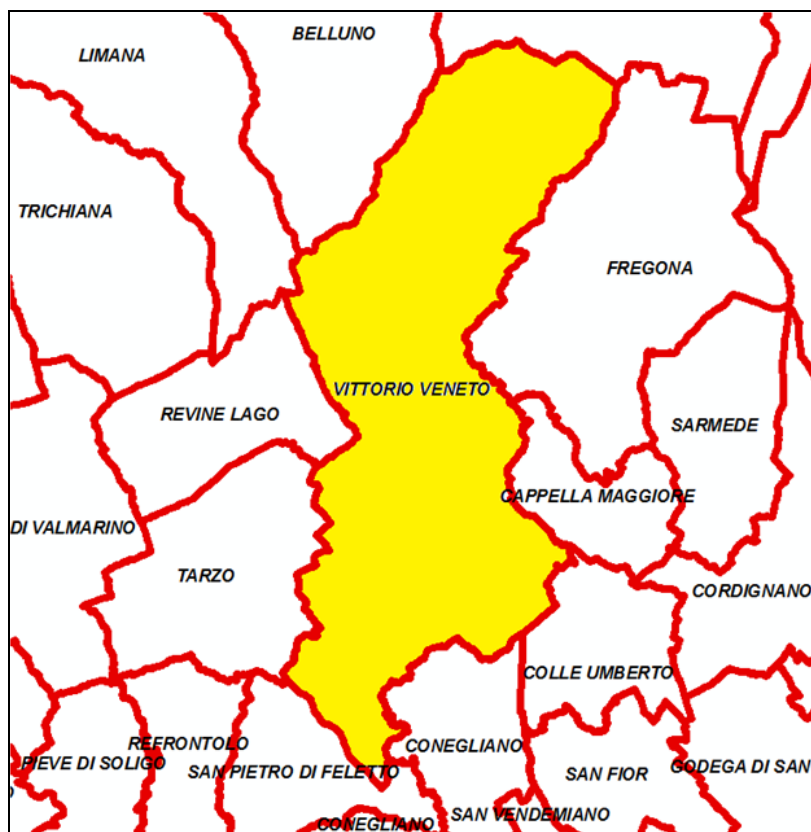 BELLUNO
LIMANA
TRICHIANA
FREGONA
VITTORIO VENETO
REVINE LAGO
SARMEDE
CAPPELLA MAGGIORE
DI VALMARINO
TARZO
CORDIGNANO
COLLE UMBERTO
REFRONTOLO
CONEGLIANO
PIEVE DI SOLIGO
SAN PIETRO DI FELETTO
SAN FIOR
GODEGA DI SAN
SAN VENDEMIANO
CONEGLIANO